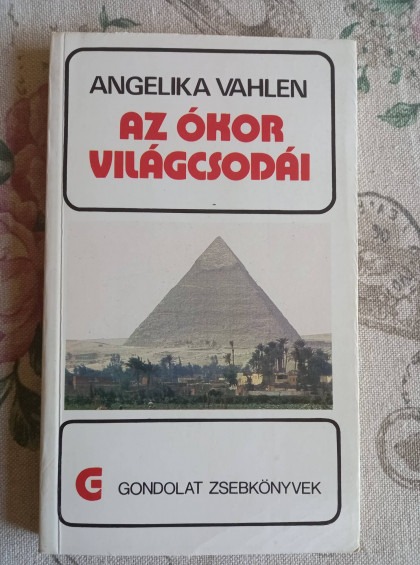 ANGELIKA VAHLEN
AZ ÓKOR
VILÁGCSODÁI
G GONDOLAT ZSEBKÖNYVEK